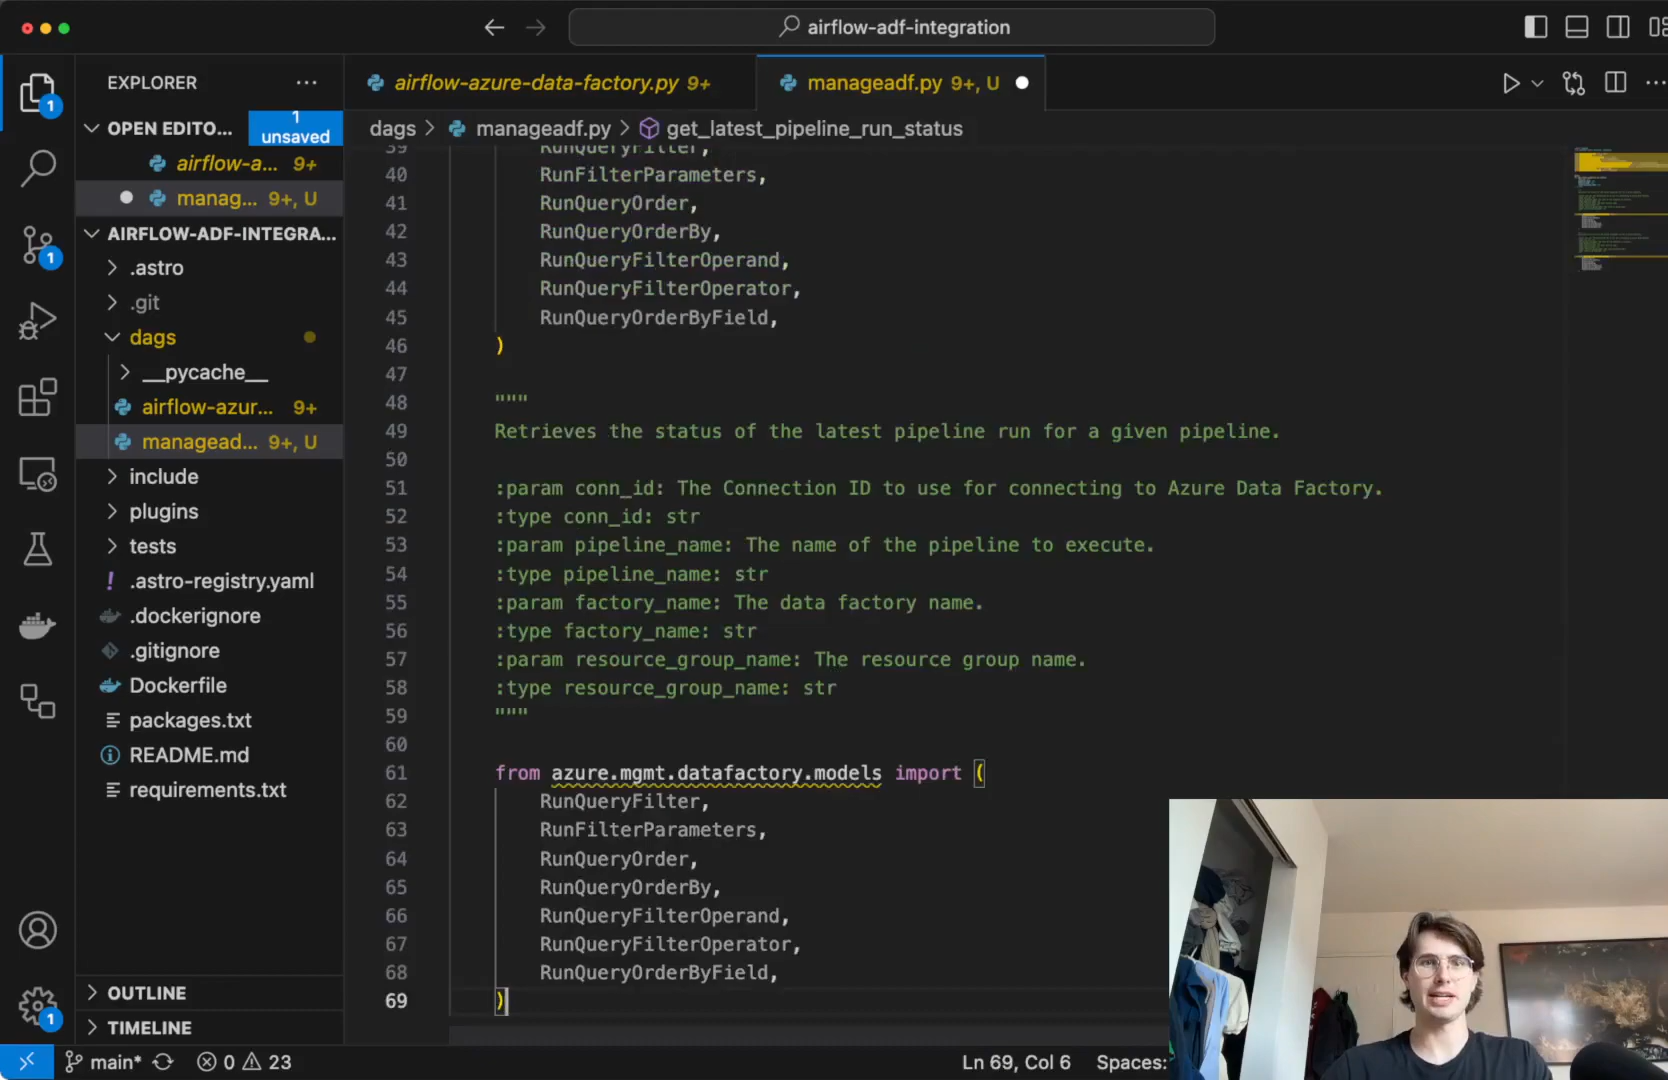 airflow-adf-integration
EXPLORER
airflow-azure-data-factory.py 9+
manageadf.py 9+, U
OPEN EDITO...
1 unsaved
airflow-a... 9+
manag... 9+, U
AIRFLOW-ADF-INTEGRA...
.astro
.git
dags
__pycache__
airflow-azur... 9+
managead... 9+, U
include
plugins
tests
! .astro-registry.yaml
.dockerignore
.gitignore
Dockerfile
packages.txt
README.md
requirements.txt
OUTLINE
TIMELINE
1
1
1
dags > manageadf.py > get_latest_pipeline_run_status
39 RunQueryFilter,
40 RunFilterParameters,
41 RunQueryOrder,
42 RunQueryOrderBy,
43 RunQueryFilterOperand,
44 RunQueryFilterOperator,
45 RunQueryOrderByField,
46 )
47
48 """
49 Retrieves the status of the latest pipeline run for a given pipeline.
50
51 :param conn_id: The Connection ID to use for connecting to Azure Data Factory.
52 :type conn_id: str
53 :param pipeline_name: The name of the pipeline to execute.
54 :type pipeline_name: str
55 :param factory_name: The data factory name.
56 :type factory_name: str
57 :param resource_group_name: The resource group name.
58 :type resource_group_name: str
59 """
60
61 from azure.mgmt.datafactory.models import (
62 RunQueryFilter,
63 RunFilterParameters,
64 RunQueryOrder,
65 RunQueryOrderBy,
66 RunQueryFilterOperand,
67 RunQueryFilterOperator,
68 RunQueryOrderByField,
69 )
main* 0 23
Ln 69, Col 6 Spaces: